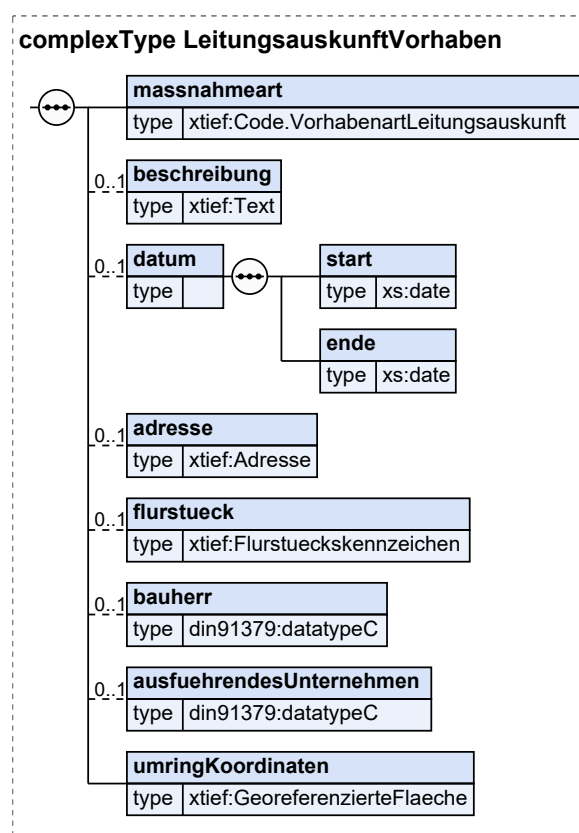 complexType LeitungsauskunftVorhaben
massnahmeart
type xtief:Code.VorhabenartLeitungsauskunft
0..1 beschreibung
type xtief:Text
0..1 datum
type
start
type xs:date
ende
type xs:date
0..1 adresse
type xtief:Adresse
0..1 flurstueck
type xtief:Flurstueckskennzeichen
0..1 bauherr
type din91379:datatypeC
0..1 ausfuehrendesUnternehmen
type din91379:datatypeC
umringKoordinaten
type xtief:GeoreferenzierteFlaeche